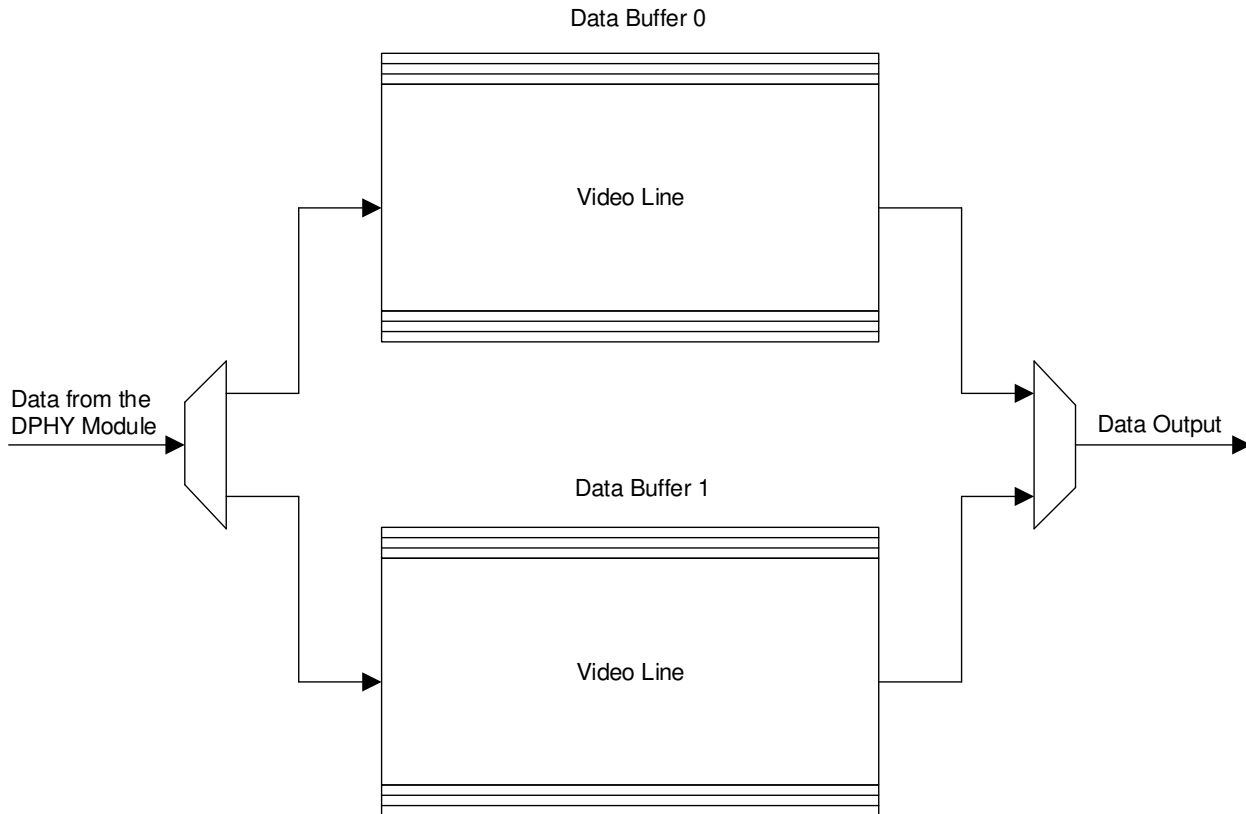 Data Buffer 0
Video Line
Data from the
DPHY Module
Data Output
Data Buffer 1
Video Line